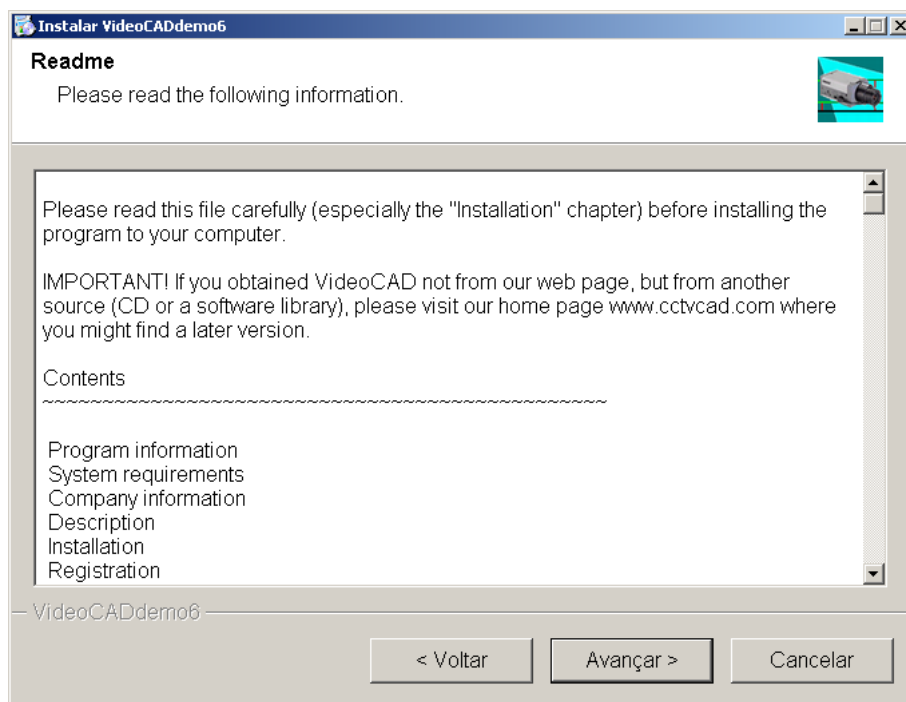 Instalar VideoCADdemo6
Readme
Please read the following information.
Please read this file carefully (especially the "Installation" chapter) before installing the
program to your computer.
IMPORTANT! If you obtained VideoCAD not from our web page, but from another
source (CD or a software library), please visit our home page www.cctvcad.com where
you might find a later version.
Contents
~~~~~~~~~~~~~~~~~~~~~~~~~~~~~~~~~~~~~~~~~~~~~~~
Program information
System requirements
Company information
Description
Installation
Registration
VideoCADdemo6
< Voltar
Avançar >
Cancelar